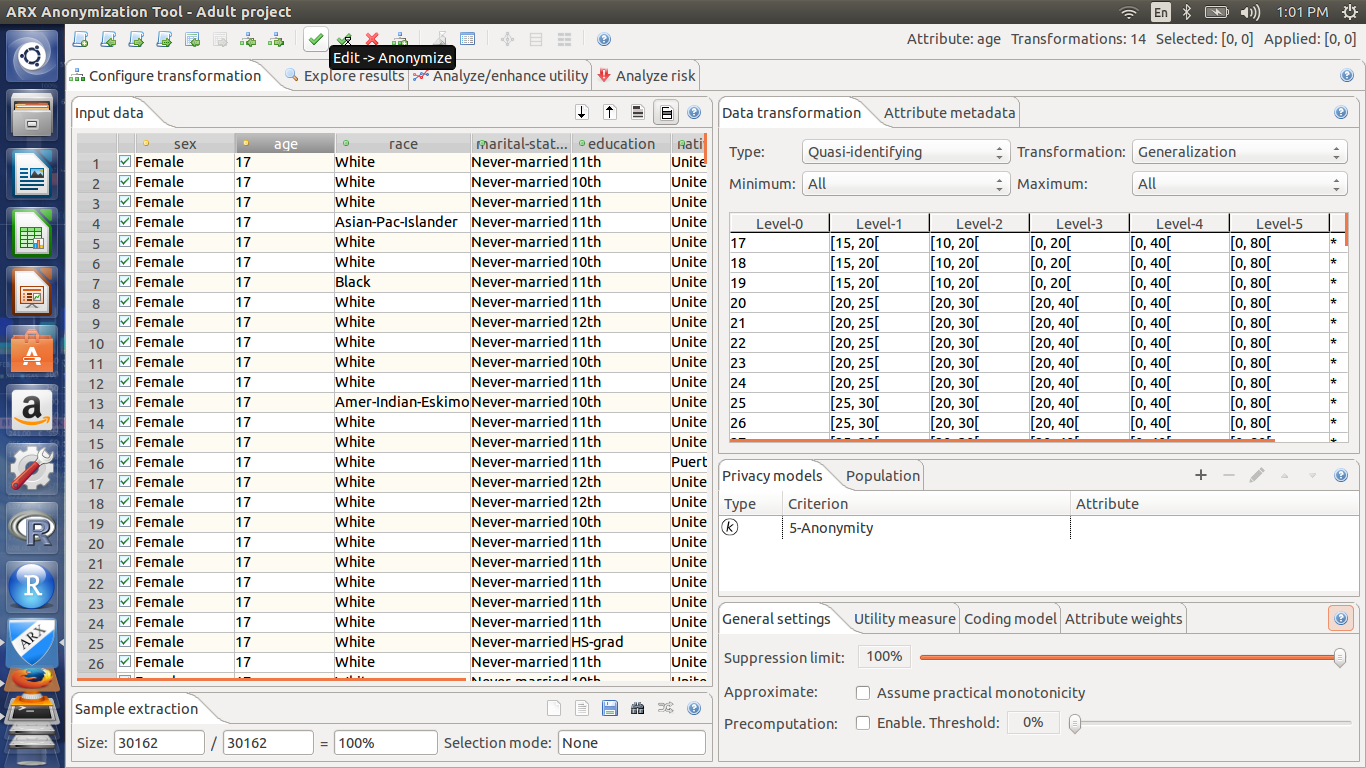 ARX Anonymization Tool - Adult project En 1:01 PM
Attribute: age Transformations: 14 Selected: [0, 0] Applied: [0, 0]
Edit -> Anonymize
Configure transformation Explore results Analyze/enhance utility Analyze risk
Input data
sex age race marital-stat... education nati
1 Female 17 White Never-married 11th Unite
2 Female 17 White Never-married 10th Unite
3 Female 17 White Never-married 11th Unite
4 Female 17 Asian-Pac-Islander Never-married 11th Unite
5 Female 17 White Never-married 11th Unite
6 Female 17 White Never-married 10th Unite
7 Female 17 Black Never-married 11th Unite
8 Female 17 White Never-married 11th Unite
9 Female 17 White Never-married 12th Unite
10 Female 17 White Never-married 11th Unite
11 Female 17 White Never-married 10th Unite
12 Female 17 White Never-married 11th Unite
13 Female 17 Amer-Indian-Eskimo Never-married 10th Unite
14 Female 17 White Never-married 11th Unite
15 Female 17 White Never-married 11th Unite
16 Female 17 White Never-married 11th Puert
17 Female 17 White Never-married 12th Unite
18 Female 17 White Never-married 12th Unite
19 Female 17 White Never-married 10th Unite
20 Female 17 White Never-married 11th Unite
21 Female 17 White Never-married 11th Unite
22 Female 17 White Never-married 11th Unite
23 Female 17 White Never-married 11th Unite
24 Female 17 White Never-married 11th Unite
25 Female 17 White Never-married HS-grad Unite
26 Female 17 White Never-married 11th Unite
Sample extraction
Size: 30162 / 30162 = 100% Selection mode: None
Data transformation Attribute metadata
Type: Quasi-identifying Transformation: Generalization
Minimum: All Maximum: All
Level-0 Level-1 Level-2 Level-3 Level-4 Level-5
17 [15, 20[ [10, 20[ [0, 20[ [0, 40[ [0, 80[ *
18 [15, 20[ [10, 20[ [0, 20[ [0, 40[ [0, 80[ *
19 [15, 20[ [10, 20[ [0, 20[ [0, 40[ [0, 80[ *
20 [20, 25[ [20, 30[ [20, 40[ [0, 40[ [0, 80[ *
21 [20, 25[ [20, 30[ [20, 40[ [0, 40[ [0, 80[ *
22 [20, 25[ [20, 30[ [20, 40[ [0, 40[ [0, 80[ *
23 [20, 25[ [20, 30[ [20, 40[ [0, 40[ [0, 80[ *
24 [20, 25[ [20, 30[ [20, 40[ [0, 40[ [0, 80[ *
25 [25, 30[ [20, 30[ [20, 40[ [0, 40[ [0, 80[ *
26 [25, 30[ [20, 30[ [20, 40[ [0, 40[ [0, 80[ *
Privacy models Population
Type Criterion Attribute
k 5-Anonymity
General settings Utility measure Coding model Attribute weights
Suppression limit: 100%
Approximate: Assume practical monotonicity
Precomputation: Enable. Threshold: 0%
a
R
R
ARX